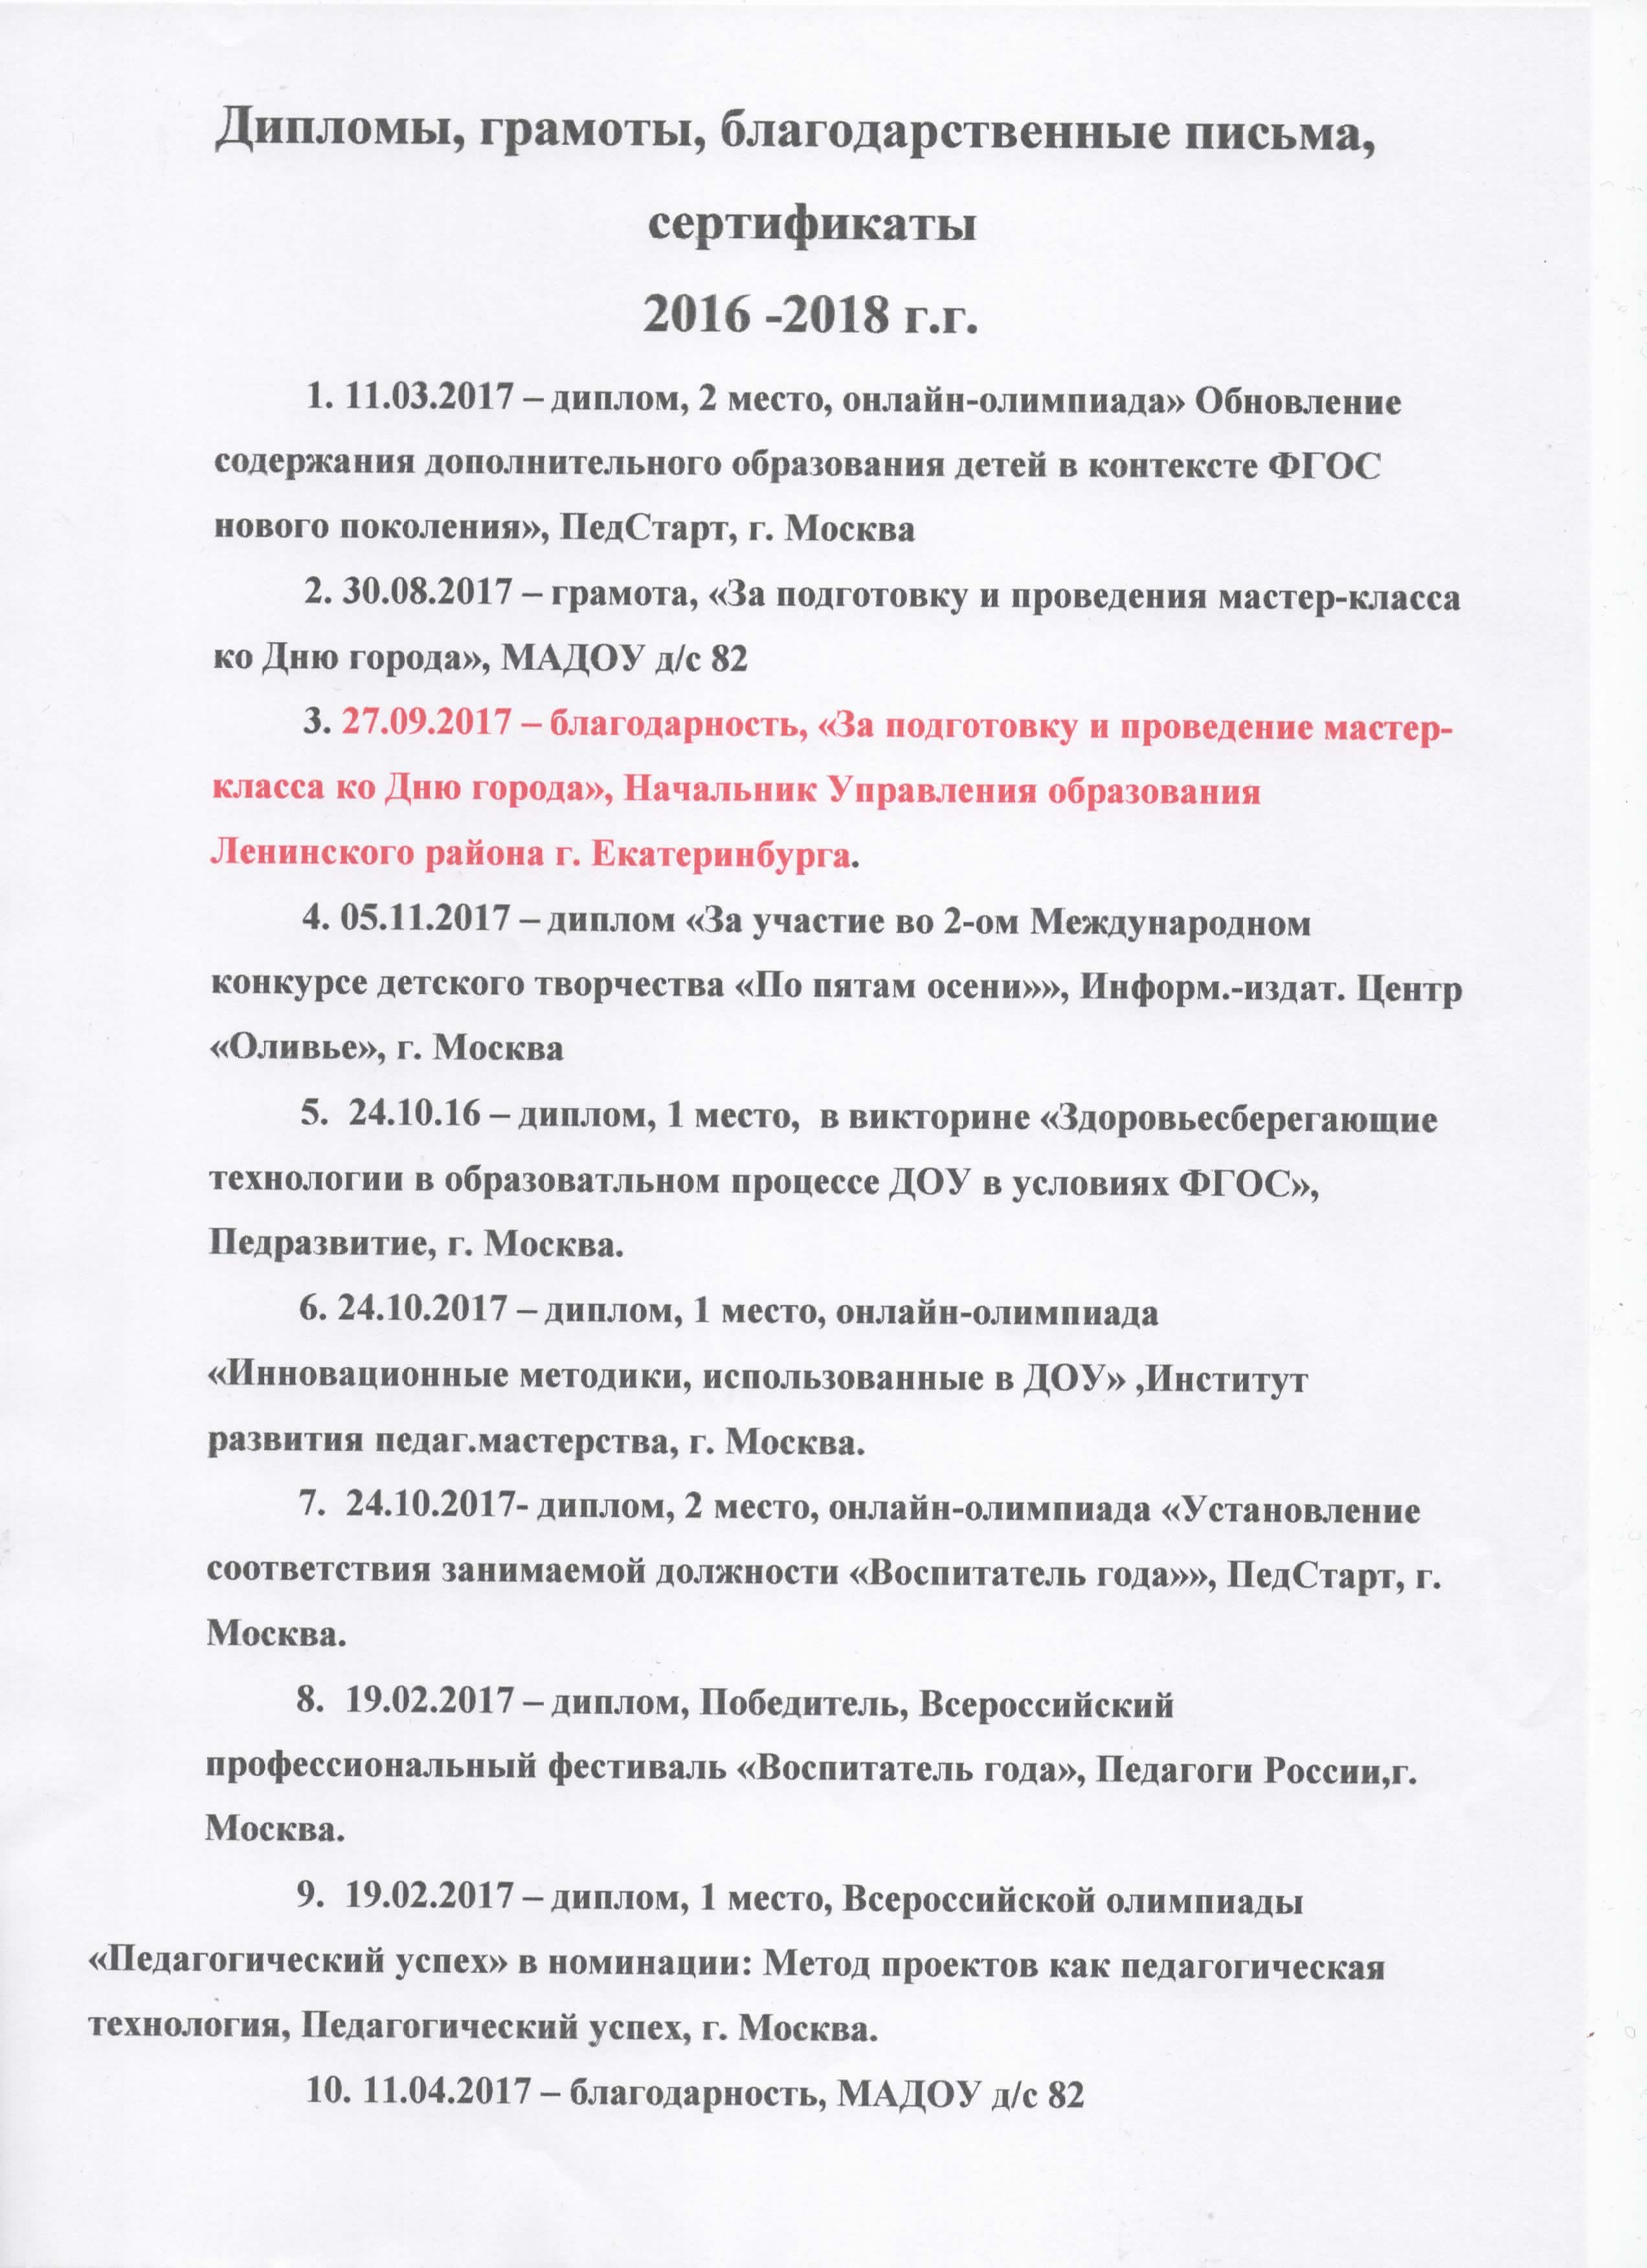 Дипломы, грамоты, благодарственные письма,
сертификаты
2016 -2018 г.г.
1. 11.03.2017 – диплом, 2 место, онлайн-олимпиада» Обновление
содержания дополнительного образования детей в контексте ФГОС
нового поколения», ПедСтарт, г. Москва
2. 30.08.2017 – грамота, «За подготовку и проведения мастер-класса
ко Дню города», МАДОУ д/с 82
3. 27.09.2017 – благодарность, «За подготовку и проведение мастер-
класса ко Дню города», Начальник Управления образования
Ленинского района г. Екатеринбурга.
4. 05.11.2017 – диплом «За участие во 2-ом Международном
конкурсе детского творчества «По пятам осени»», Информ.-издат. Центр
«Оливье», г. Москва
5.  24.10.16 – диплом, 1 место,  в викторине «Здоровьесберегающие
технологии в образоватльном процессе ДОУ в условиях ФГОС»,
Педразвитие, г. Москва.
6. 24.10.2017 – диплом, 1 место, онлайн-олимпиада
«Инновационные методики, использованные в ДОУ» ,Институт
развития педаг.мастерства, г. Москва.
7.  24.10.2017- диплом, 2 место, онлайн-олимпиада «Установление
соответствия занимаемой должности «Воспитатель года»», ПедСтарт, г.
Москва.
8.  19.02.2017 – диплом, Победитель, Всероссийский
профессиональный фестиваль «Воспитатель года», Педагоги России,г.
Москва.
9.  19.02.2017 – диплом, 1 место, Всероссийской олимпиады
«Педагогический успех» в номинации: Метод проектов как педагогическая
технология, Педагогический успех, г. Москва.
10. 11.04.2017 – благодарность, МАДОУ д/с 82